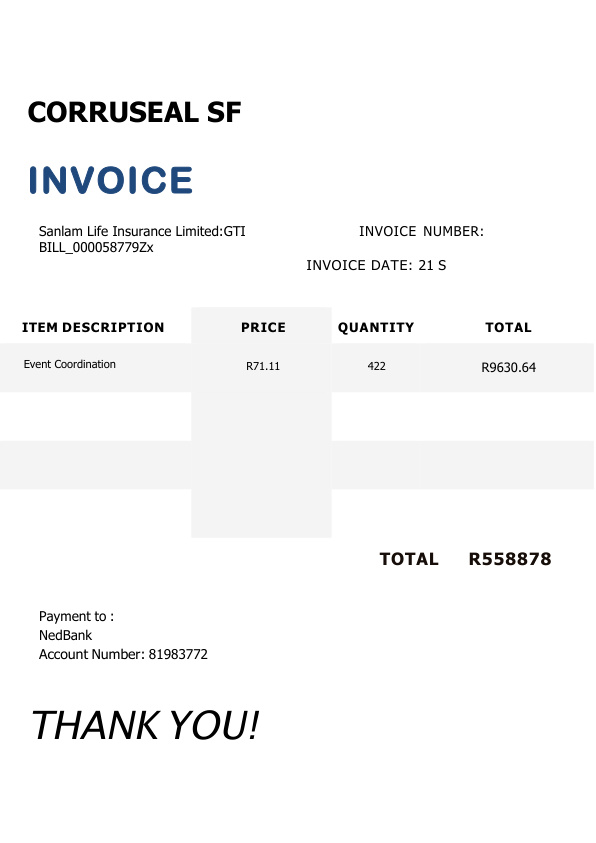 CORRUSEAL SF
INVOICE
Sanlam Life Insurance Limited:GTI
BILL_000058779Zx
INVOICE NUMBER:
INVOICE DATE: 21 S
ITEM DESCRIPTION PRICE QUANTITY TOTAL
Event Coordination R71.11 422 R9630.64
TOTAL R558878
Payment to :
NedBank
Account Number: 81983772
THANK YOU!